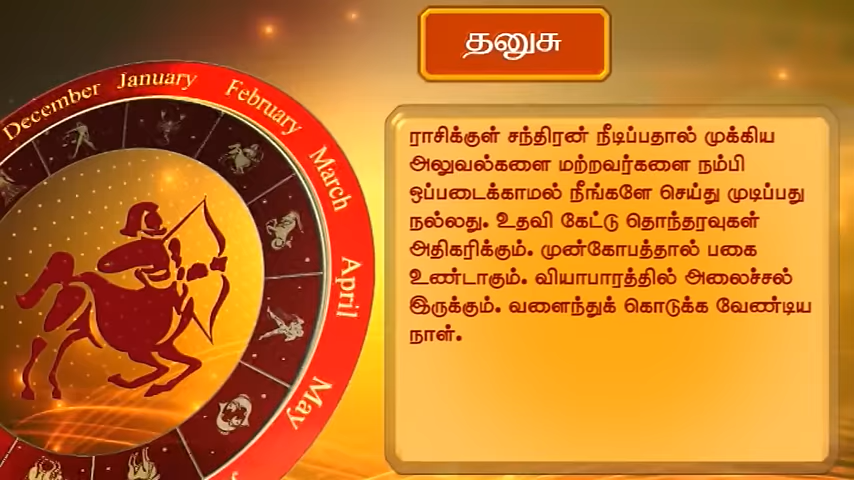 December
January
February
March
April
May
தனுசு
ராசிக்குள் சந்திரன் நீடிப்பதால் முக்கிய
அலுவல்களை மற்றவர்களை நம்பி
ஒப்படைக்காமல் நீங்களே செய்து முடிப்பது
நல்லது. உதவி கேட்டு தொந்தரவுகள்
அதிகரிக்கும். முன்கோபத்தால் பகை
உண்டாகும். வியாபாரத்தில் அலைச்சல்
இருக்கும். வளைந்துக் கொடுக்க வேண்டிய
நாள்.